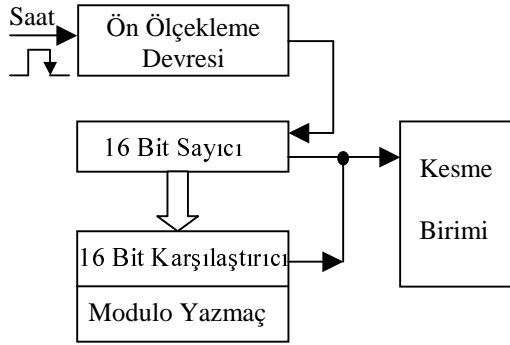 Saat
Ön Ölçekleme
Devresi
16 Bit Sayıcı
Kesme
Birimi
16 Bit Karşılaştırıcı
Modulo Yazmaç